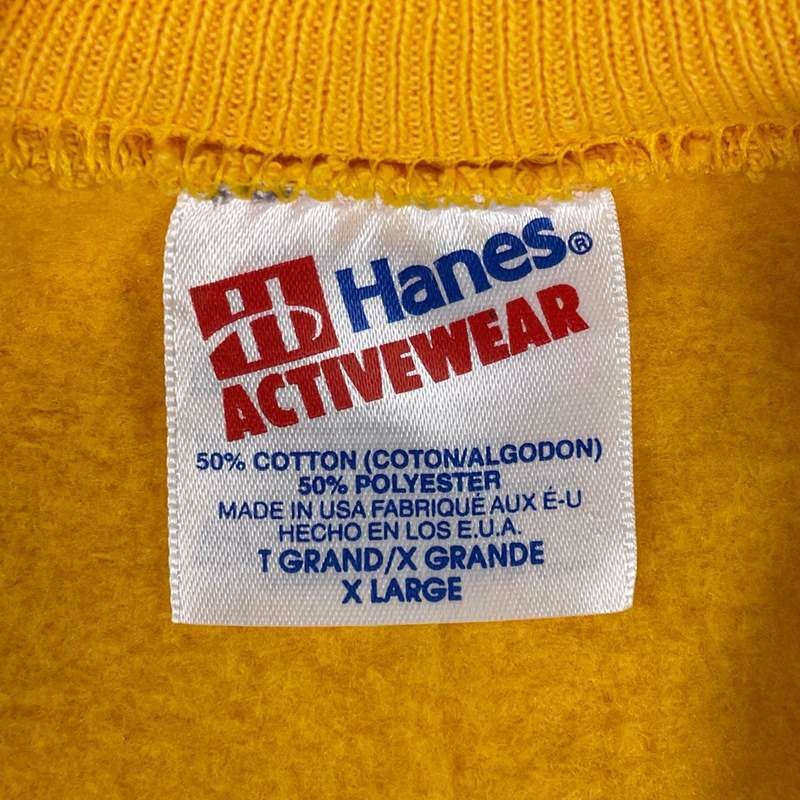 Hanes®
ACTIVEWEAR
50% COTTON (COTON/ALGODON)
50% POLYESTER
MADE IN USA FABRIQUÉ AUX É-U
HECHO EN LOS E.U.A.
T GRAND/X GRANDE
X LARGE